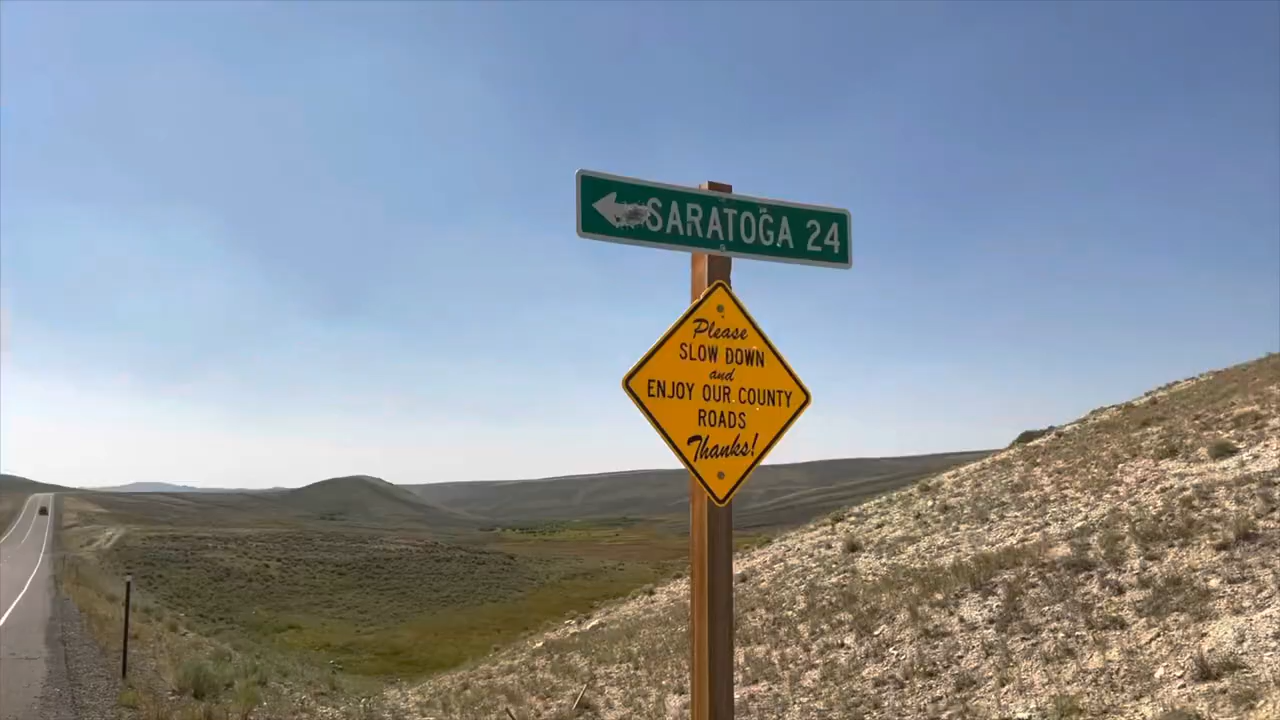 SARATOGA 24
Please
SLOW DOWN
and
ENJOY OUR COUNTY
ROADS
Thanks!